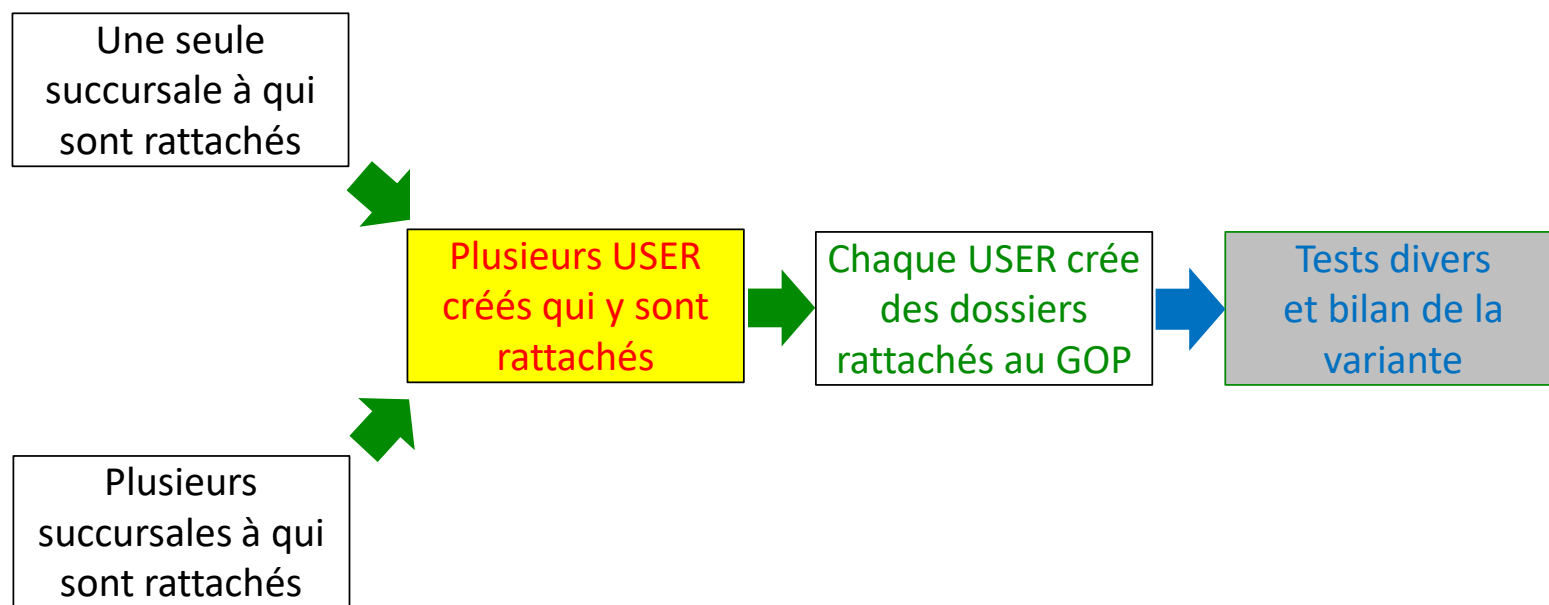 Une seule
succursale à qui
sont rattachés
Plusieurs USER
créés qui y sont
rattachés
Chaque USER crée
des dossiers
rattachés au GOP
Tests divers
et bilan de la
variante
Plusieurs
succursales à qui
sont rattachés